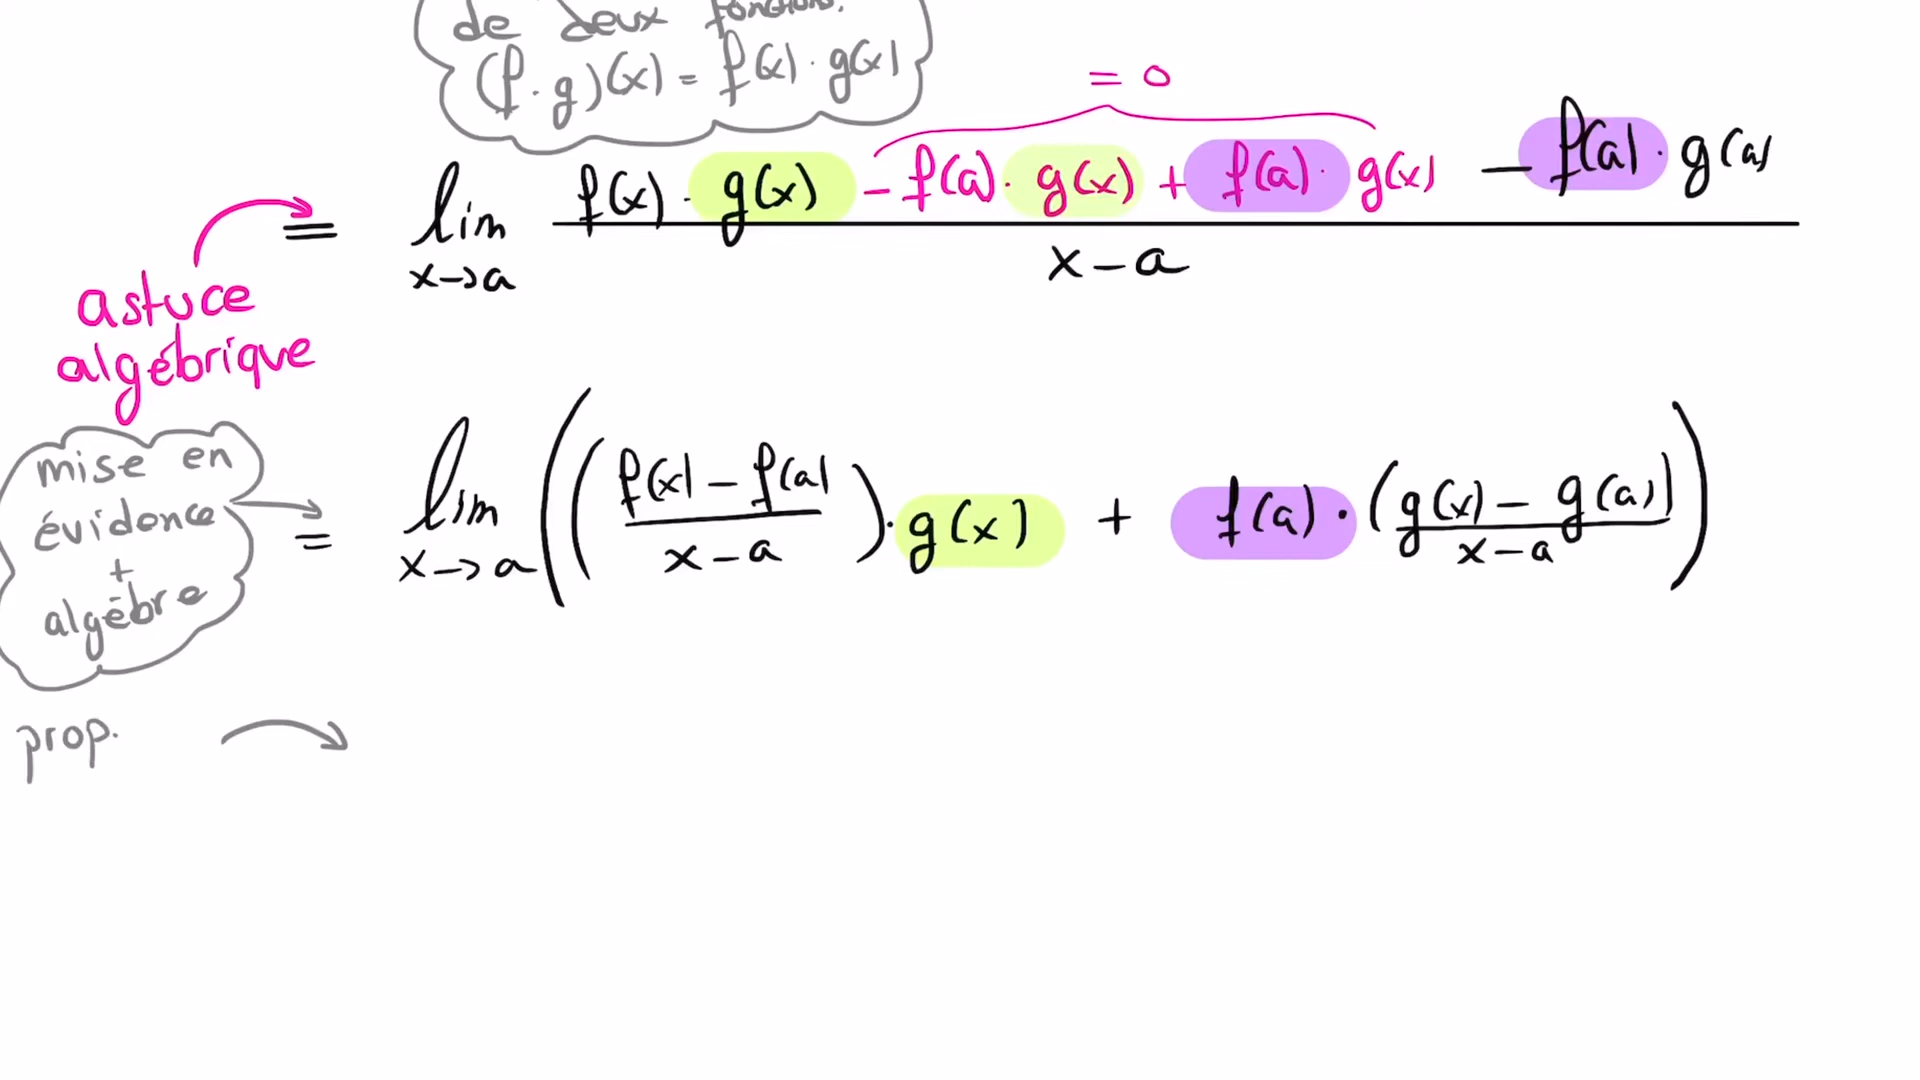 de deux fonctions.
(f · g)(x) = f(x) · g(x)
= 0
= lim x→a f(x) · g(x) − f(a) · g(x) + f(a) · g(x) − f(a) · g(a)
x − a
astuce
algébrique
mise en
évidence
+
algèbre
= lim x→a ((f(x) − f(a) / x − a) · g(x) + f(a) · (g(x) − g(a) / x − a))
prop.